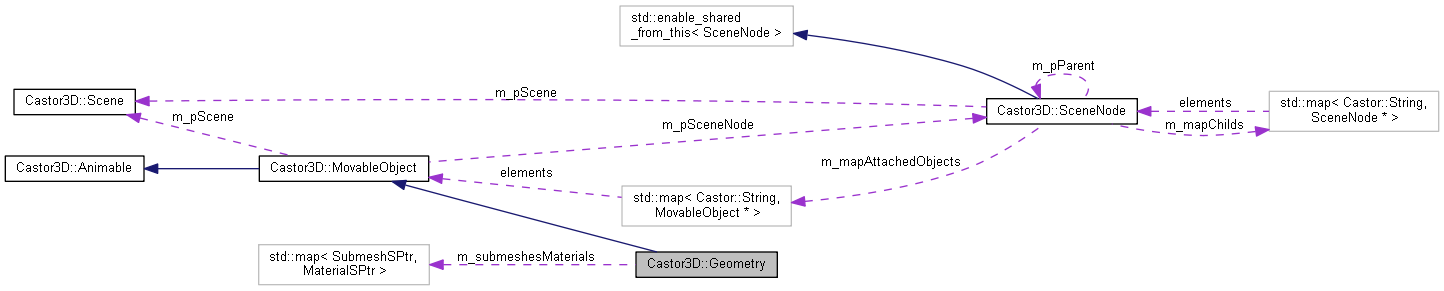 std::enable_shared
_from_this< SceneNode >
m_pParent
Castor3D::Scene
m_pScene
Castor3D::SceneNode
elements
std::map< Castor::String,
SceneNode * >
m_pScene
m_pSceneNode
m_mapChilds
Castor3D::Animable
Castor3D::MovableObject
elements
m_mapAttachedObjects
std::map< Castor::String,
MovableObject * >
std::map< SubmeshSPtr,
MaterialSPtr >
m_submeshesMaterials
Castor3D::Geometry